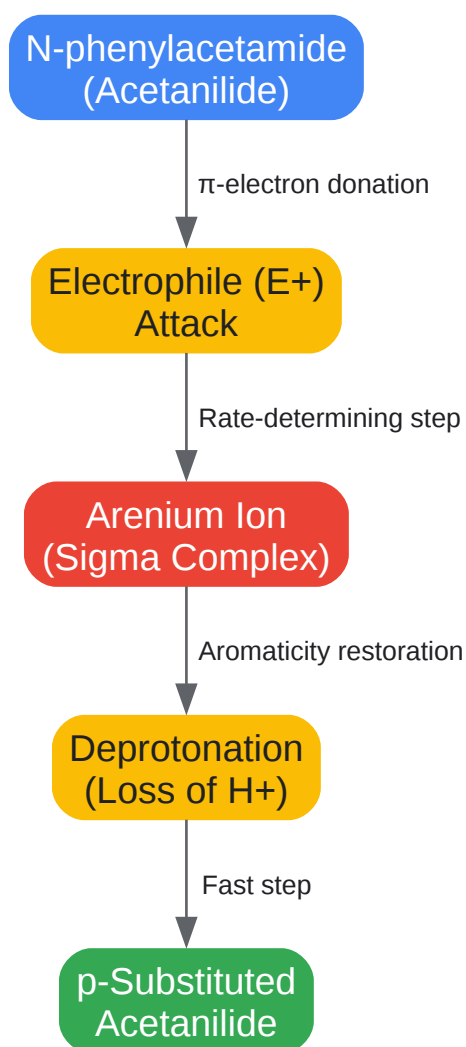 N-phenylacetamide
(Acetanilide)
π-electron donation
Electrophile (E+)
Attack
Rate-determining step
Arenium Ion
(Sigma Complex)
Aromaticity restoration
Deprotonation
(Loss of H+)
Fast step
p-Substituted
Acetanilide